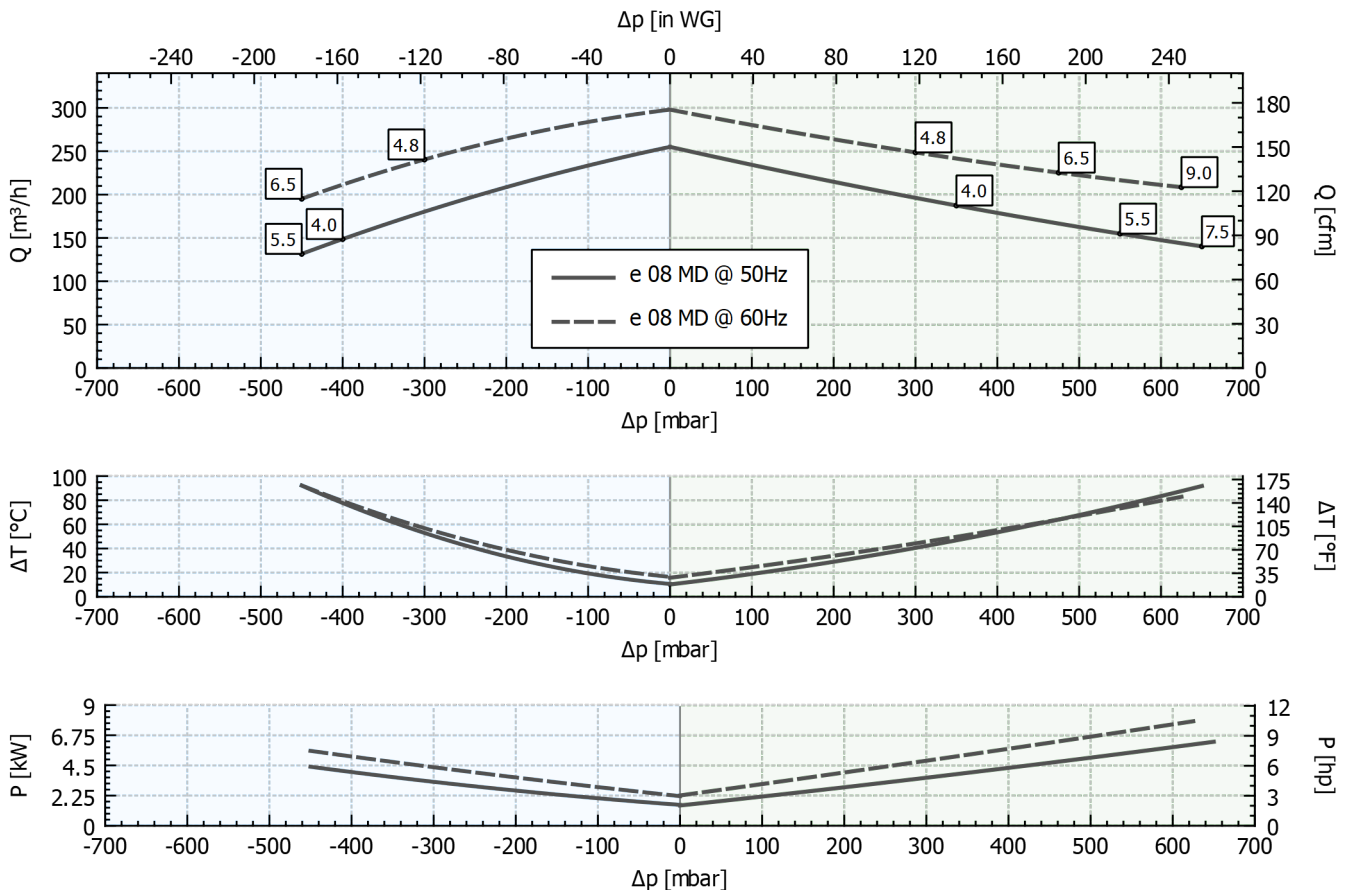 Δp [in WG]
-240 -200 -160 -120 -80 -40 0 40 80 120 160 200 240
300 180
4.8 4.8
250 150
6.5 9.0
6.5
200 4.0 120
Q [m³/h] Q [cfm]
4.0 5.5 7.5
5.5
150 90
e 08 MD @ 50Hz
100 60
e 08 MD @ 60Hz
50 30
0 0
-700 -600 -500 -400 -300 -200 -100 0 100 200 300 400 500 600 700
Δp [mbar]
100 175
80 140
ΔT [°C] 60 105 ΔT [°F]
40 70
20 35
0 0
-700 -600 -500 -400 -300 -200 -100 0 100 200 300 400 500 600 700
Δp [mbar]
9 12
6.75 9
P [kW] 4.5 6 P [hp]
2.25 3
0 0
-700 -600 -500 -400 -300 -200 -100 0 100 200 300 400 500 600 700
Δp [mbar]